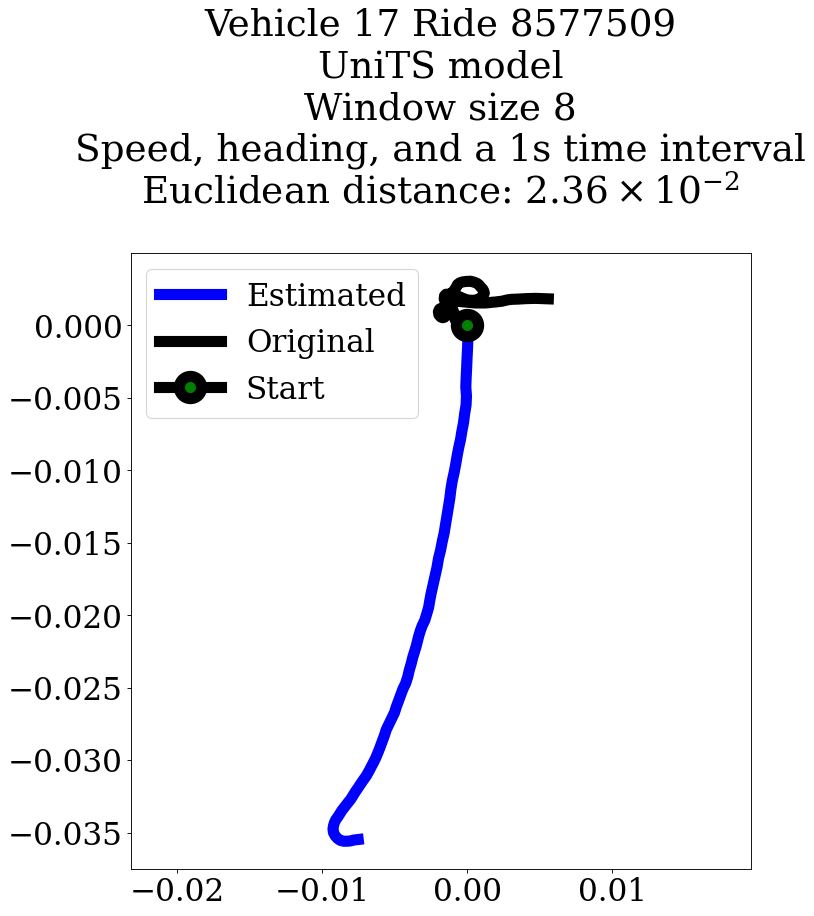 Vehicle 17 Ride 8577509
UniTS model
Window size 8
Speed, heading, and a 1s time interval
Euclidean distance: 2.36 × 10⁻²
Estimated
Original
Start
0.000
−0.005
−0.010
−0.015
−0.020
−0.025
−0.030
−0.035
−0.02 −0.01 0.00 0.01